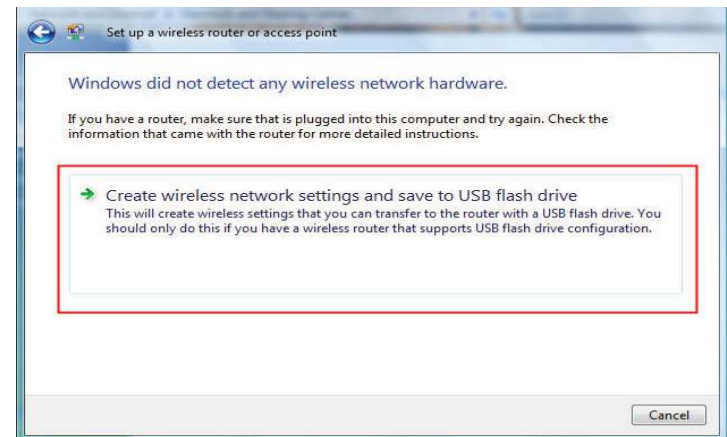 Set up a wireless router or access point
Windows did not detect any wireless network hardware.
If you have a router, make sure that is plugged into this computer and try again. Check the
information that came with the router for more detailed instructions.
Create wireless network settings and save to USB flash drive
This will create wireless settings that you can transfer to the router with a USB flash drive. You
should only do this if you have a wireless router that supports USB flash drive configuration.
Cancel